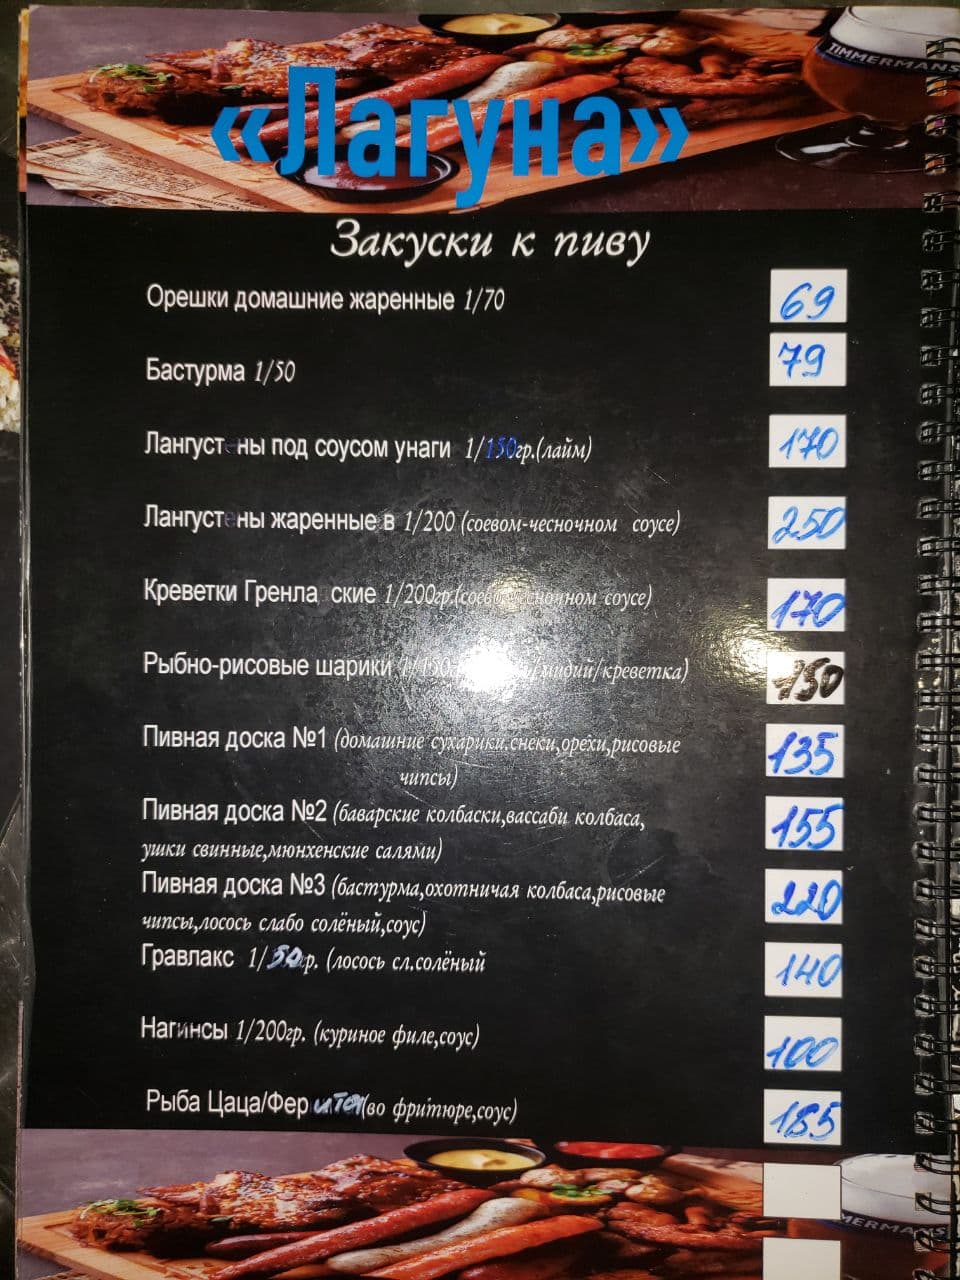 TIMMERMANS
«Лагуна»
Закуски к пиву
Орешки домашние жаренные 1/70 69
Бастурма 1/50 79
Лангустены под соусом унаги 1/150гр.(лайм) 170
Лангустены жаренные в 1/200 (соевом-чесночном соусе) 250
Креветки Гренла ские 1/200гр.(соево-чесночном соусе) 170
Рыбно-рисовые шарики 1/150 (мидий/креветка) 150
Пивная доска №1 (домашние сухарики,снеки,орехи,рисовые 135
чипсы)
Пивная доска №2 (баварские колбаски,вассаби колбаса, 155
ушки свинные,мюнхенские салями)
Пивная доска №3 (бастурма,охотничая колбаса,рисовые 220
чипсы,лосось слабо солёный,соус)
Гравлакс 1/50гр. (лосось сл.солёный 140
Нагинсы 1/200гр. (куриное филе,соус) 100
Рыба Цаца/Фер (во фритюре,соус) 185
MERMANS